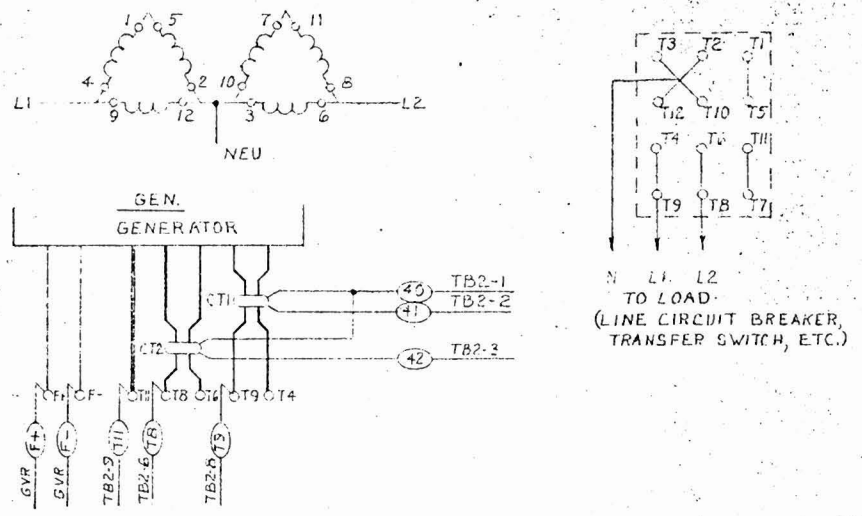 1 5 7 11
4 2 10 8
L1 9 12 3 6 L2
NEU
GEN.
GENERATOR
CT1
40 TB2-1
41 TB2-2
CT2
42 TB2-3
F+ F- T11 T8 T6 T9 T4
F+ F- T11 T8 T9
GVR GVR TB2-9 TB2-6 TB2-8
T3 T2 T1
T12 T10 T5
T4 T6 T11
T9 T8 T7
N L1 L2
TO LOAD
(LINE CIRCUIT BREAKER,
TRANSFER SWITCH, ETC.)